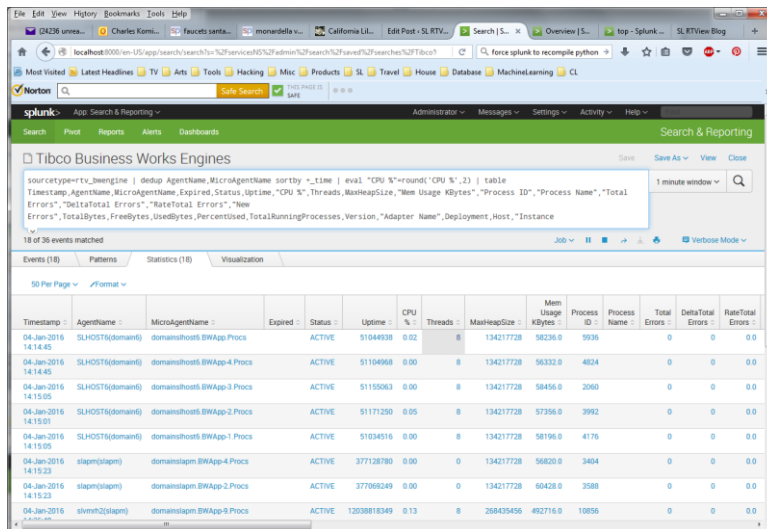 File Edit View History Bookmarks Tools Help
(24236 unrea... Charles Korni... faucets santa... monardella v... California Lil... Edit Post ‹ SL RTV... Search | S... Overview | S... top - Splunk ... SL RTView Blog
localhost:8000/en-US/app/search/search?s=%2FservicesNS%2Fadmin%2Fsearch%2Fsaved%2Fsearches%2FTibco% force splunk to recompile python
Most Visited Latest Headlines TV Arts Tools Hacking Misc Products SL Travel House Database MachineLearning CL
Norton Safe Search THIS PAGE IS SAFE
splunk> App: Search & Reporting Administrator Messages Settings Activity Help
Search Pivot Reports Alerts Dashboards Search & Reporting
Tibco Business Works Engines Save Save As View Close
sourcetype=rtv_bwengine | dedup AgentName,MicroAgentName sortby +_time | eval "CPU %"=round('CPU %',2) | table
Timestamp,AgentName,MicroAgentName,Expired,Status,Uptime,"CPU %",Threads,MaxHeapSize,"Mem Usage KBytes","Process ID","Process Name","Total
Errors","DeltaTotal Errors","RateTotal Errors","New
Errors",TotalBytes,FreeBytes,UsedBytes,PercentUsed,TotalRunningProcesses,Version,"Adapter Name",Deployment,Host,"Instance
1 minute window
18 of 36 events matched Job Verbose Mode
Events (18) Patterns Statistics (18) Visualization
50 Per Page Format
Timestamp AgentName MicroAgentName Expired Status Uptime CPU % Threads MaxHeapSize Mem Usage KBytes Process ID Process Name Total Errors DeltaTotal Errors RateTotal Errors
04-Jan-2016 14:14:45 SLHOST6(domain6) domainslhost6.BWApp.Procs ACTIVE 51044938 0.02 8 134217728 58236.0 5936 0 0 0.0
04-Jan-2016 14:14:45 SLHOST6(domain6) domainslhost6.BWApp-4.Procs ACTIVE 51104968 0.00 8 134217728 56332.0 4824 0 0 0.0
04-Jan-2016 14:15:05 SLHOST6(domain6) domainslhost6.BWApp-3.Procs ACTIVE 51155063 0.00 8 134217728 58456.0 2060 0 0 0.0
04-Jan-2016 14:15:01 SLHOST6(domain6) domainslhost6.BWApp-2.Procs ACTIVE 51171250 0.05 8 134217728 57356.0 3992 0 0 0.0
04-Jan-2016 14:15:05 SLHOST6(domain6) domainslhost6.BWApp-1.Procs ACTIVE 51034516 0.00 8 134217728 58196.0 4176 0 0 0.0
04-Jan-2016 14:15:23 slapm(slapm) domainslapm.BWApp-4.Procs ACTIVE 377128780 0.00 0 134217728 56820.0 3404 0 0 0.0
04-Jan-2016 14:15:23 slapm(slapm) domainslapm.BWApp-2.Procs ACTIVE 377069249 0.00 0 134217728 60428.0 3588 0 0 0.0
04-Jan-2016 slvmrh2(slapm) domainslapm.BWApp-9.Procs ACTIVE 12038818349 0.13 8 268435456 492716.0 10856 0 0 0.0